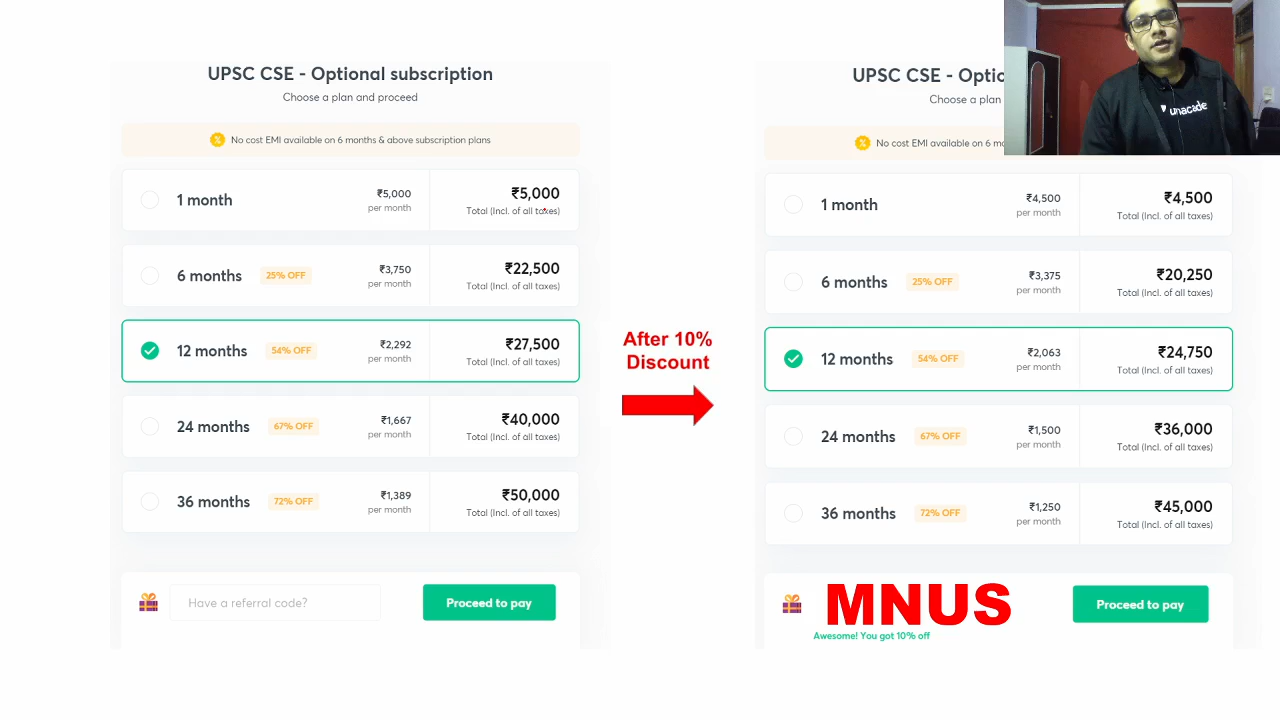 UPSC CSE - Optional subscription
Choose a plan and proceed
No cost EMI available on 6 months & above subscription plans
1 month
₹5,000
per month
₹5,000
Total (Incl. of all taxes)
6 months
25% OFF
₹3,750
per month
₹22,500
Total (Incl. of all taxes)
12 months
54% OFF
₹2,292
per month
₹27,500
Total (Incl. of all taxes)
24 months
67% OFF
₹1,667
per month
₹40,000
Total (Incl. of all taxes)
36 months
72% OFF
₹1,389
per month
₹50,000
Total (Incl. of all taxes)
Have a referral code?
Proceed to pay
After 10%
Discount
UPSC CSE - Optio
Choose a plan
No cost EMI available on 6 mo
1 month
₹4,500
per month
₹4,500
Total (Incl. of all taxes)
6 months
25% OFF
₹3,375
per month
₹20,250
Total (Incl. of all taxes)
12 months
54% OFF
₹2,063
per month
₹24,750
Total (Incl. of all taxes)
24 months
67% OFF
₹1,500
per month
₹36,000
Total (Incl. of all taxes)
36 months
72% OFF
₹1,250
per month
₹45,000
Total (Incl. of all taxes)
MNUS
Awesome! You got 10% off
Proceed to pay
unacade